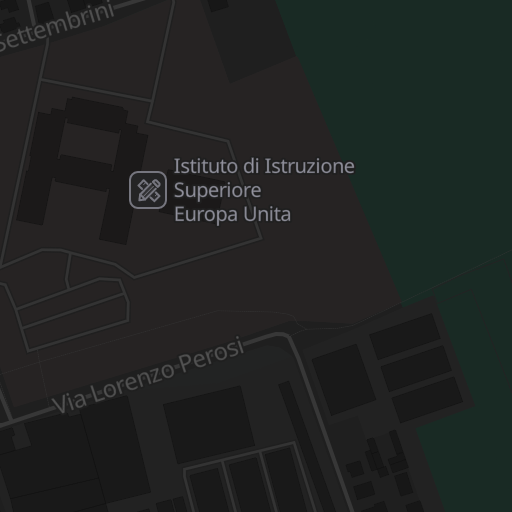 Settembrini
Istituto di Istruzione
Superiore
Europa Unita
Via Lorenzo Perosi